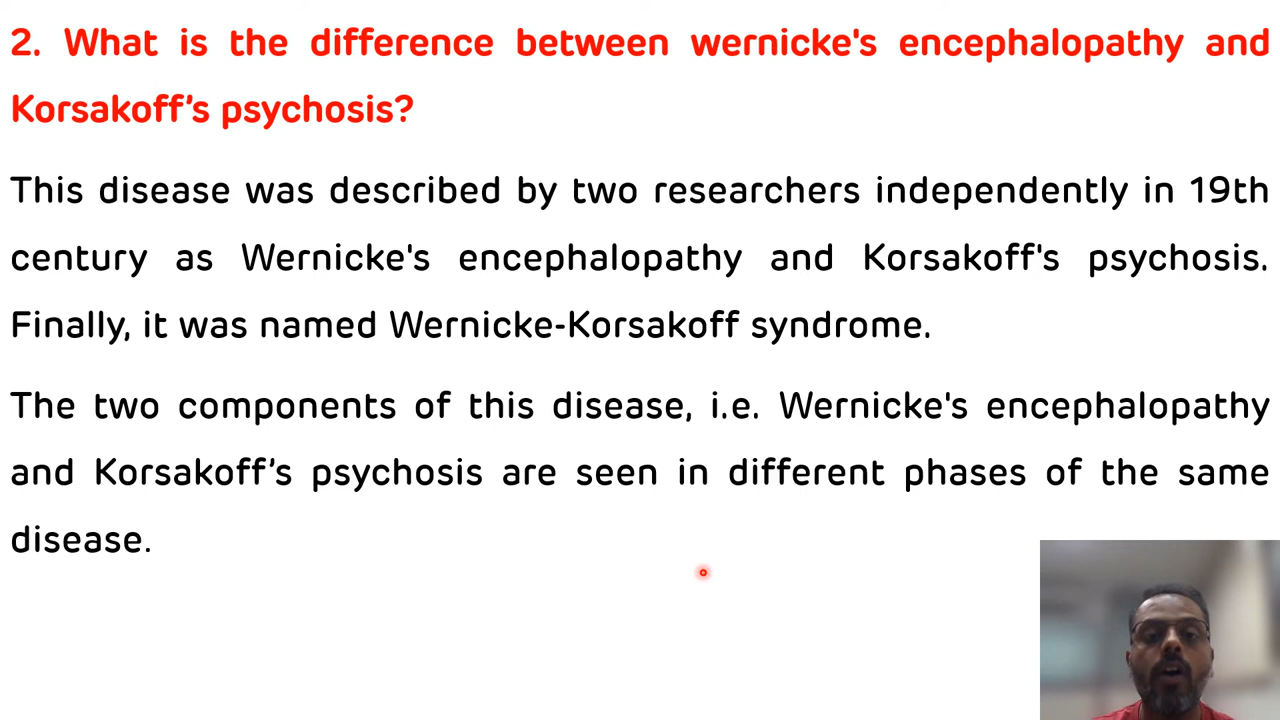 2. What is the difference between wernicke's encephalopathy and
Korsakoff’s psychosis?
This disease was described by two researchers independently in 19th
century as Wernicke's encephalopathy and Korsakoff's psychosis.
Finally, it was named Wernicke-Korsakoff syndrome.
The two components of this disease, i.e. Wernicke's encephalopathy
and Korsakoff’s psychosis are seen in different phases of the same
disease.